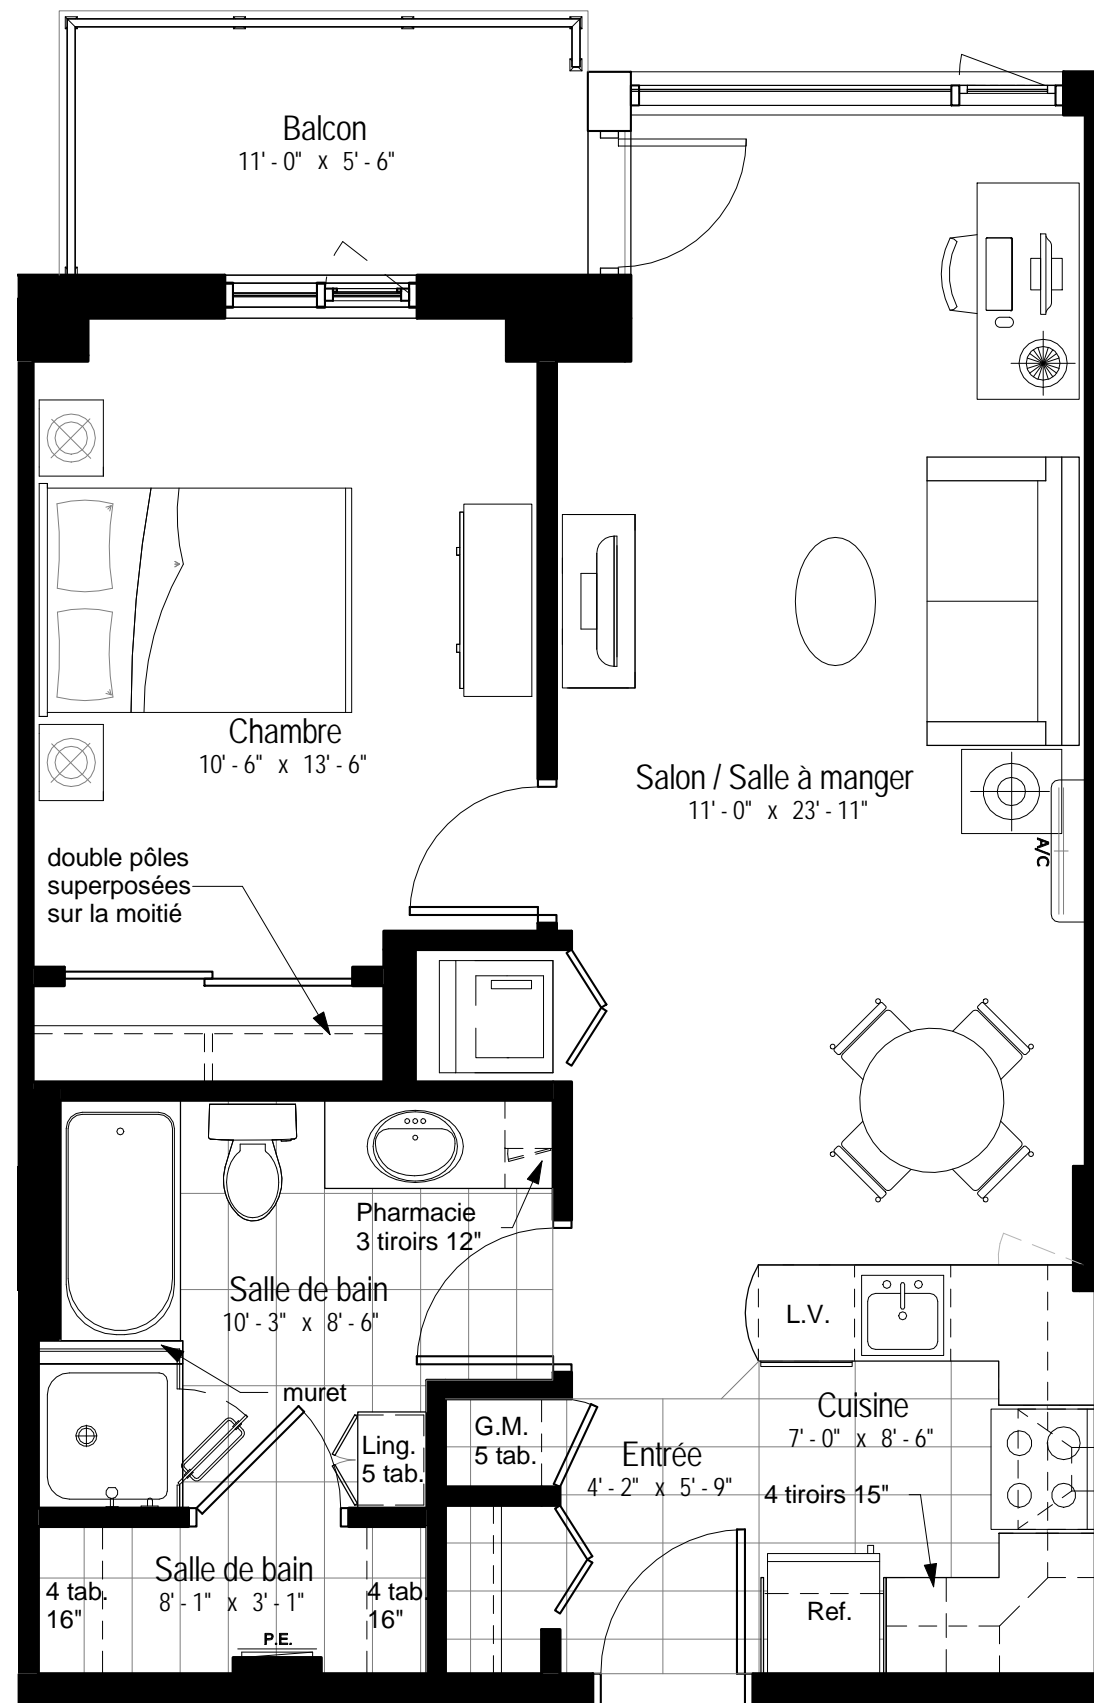 Balcon
11' - 0" x 5' - 6"
Chambre
10' - 6" x 13' - 6"
Salon / Salle à manger
11' - 0" x 23' - 11"
A/C
double pôles
superposées
sur la moitié
Pharmacie
3 tiroirs 12"
Salle de bain
10' - 3" x 8' - 6"
muret
L.V.
Cuisine
7' - 0" x 8' - 6"
Ling.
5 tab.
G.M.
5 tab.
Entrée
4' - 2" x 5' - 9"
4 tiroirs 15"
Salle de bain
8' - 1" x 3' - 1"
4 tab.
16"
4 tab.
16"
P.E.
Ref.